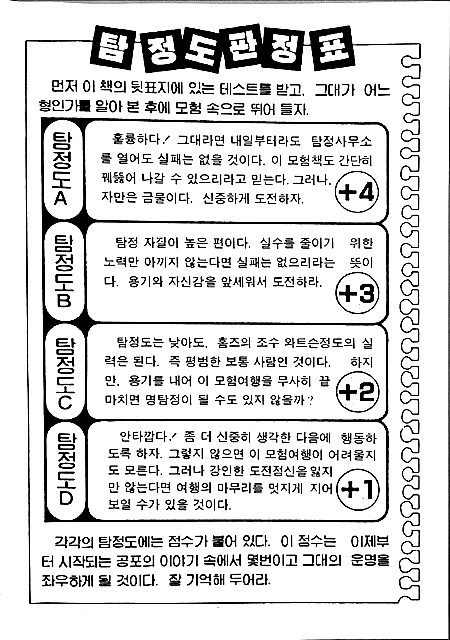 탐정도판정표
먼저 이 책의 뒷표지에 있는 테스트를 받고, 그대가 어느
형인가를 알아 본 후에 모험 속으로 뛰어 들자.
탐정도A
훌륭하다! 그대라면 내일부터라도 탐정사무소
를 열어도 실패는 없을 것이다. 이 모험책도 간단히
꿰뚫어 나갈 수 있으리라고 믿는다. 그러나,
자만은 금물이다. 신중하게 도전하자.
+4
탐정도B
탐정 자질이 높은 편이다. 실수를 줄이기 위한
노력만 아끼지 않는다면 실패는 없으리라는 뜻이
다. 용기와 자신감을 앞세워서 도전하라.
+3
탐정도C
탐정도는 낮아도, 홈즈의 조수 와트슨정도의 실
력은 된다. 즉 평범한 보통 사람인 것이다. 하지
만, 용기를 내어 이 모험여행을 무사히 끝
마치면 명탐정이 될 수도 있지 않을까?
+2
탐정도D
안타깝다! 좀 더 신중히 생각한 다음에 행동하
도록 하자. 그렇지 않으면 이 모험여행이 어려울지
도 모른다. 그러나 강인한 도전정신을 잃지
만 않는다면 여행의 마무리를 멋지게 지어
보일 수가 있을 것이다.
+1
각각의 탐정도에는 점수가 붙어 있다. 이 점수는 이제부
터 시작되는 공포의 이야기 속에서 몇번이고 그대의 운명을
좌우하게 될 것이다. 잘 기억해 두어라.